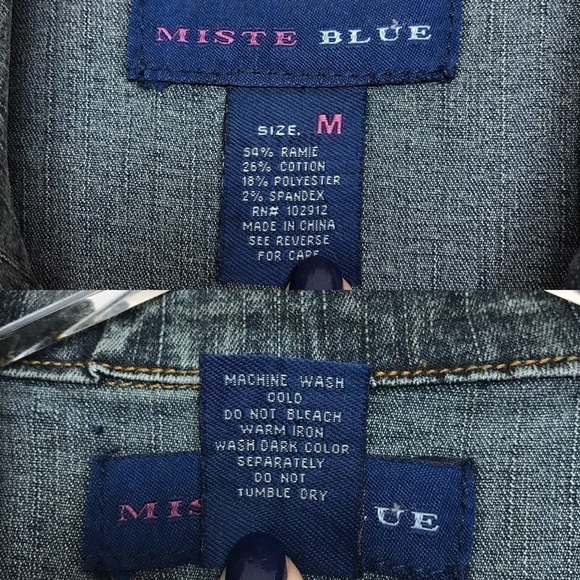 MISTE BLUE
SIZE. M
54% RAMIE
26% COTTON
18% POLYESTER
2% SPANDEX
RN# 102912
MADE IN CHINA
SEE REVERSE
FOR CARE
MACHINE WASH
COLD
DO NOT BLEACH
WARM IRON
WASH DARK COLOR
SEPARATELY
DO NOT
TUMBLE DRY
MIS UE